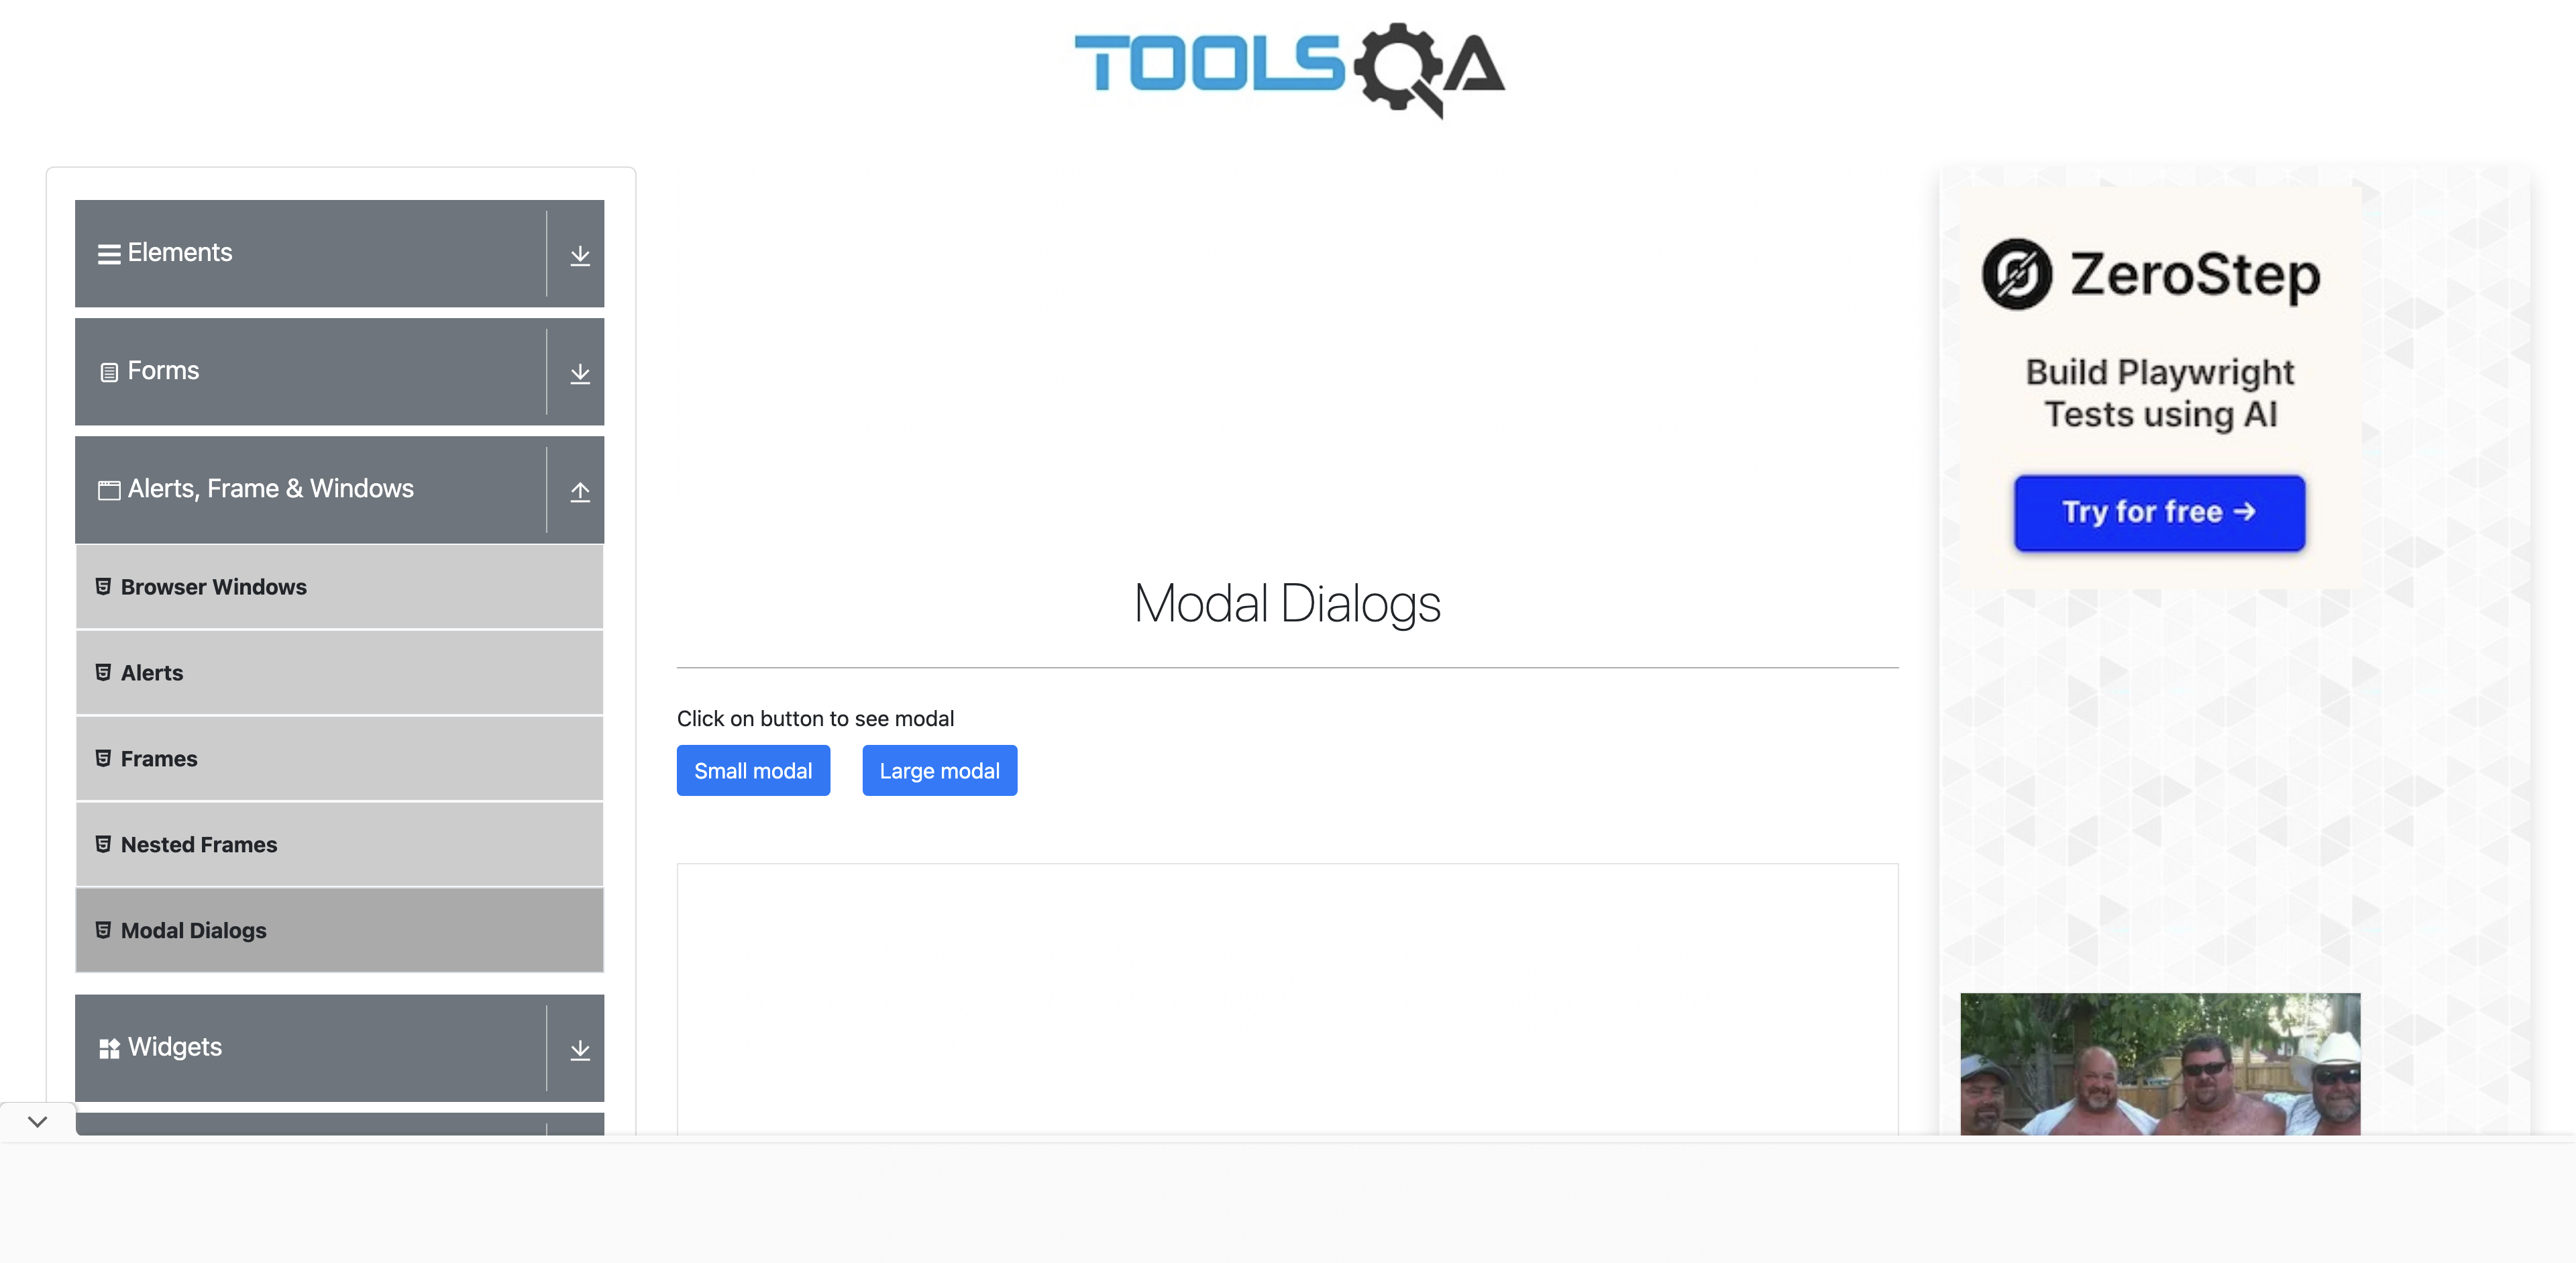 TOOLSQA
Elements
Forms
Alerts, Frame & Windows
Browser Windows
Alerts
Frames
Nested Frames
Modal Dialogs
Widgets
Modal Dialogs
Click on button to see modal
Small modal
Large modal
ZeroStep
Build Playwright
Tests using AI
Try for free →